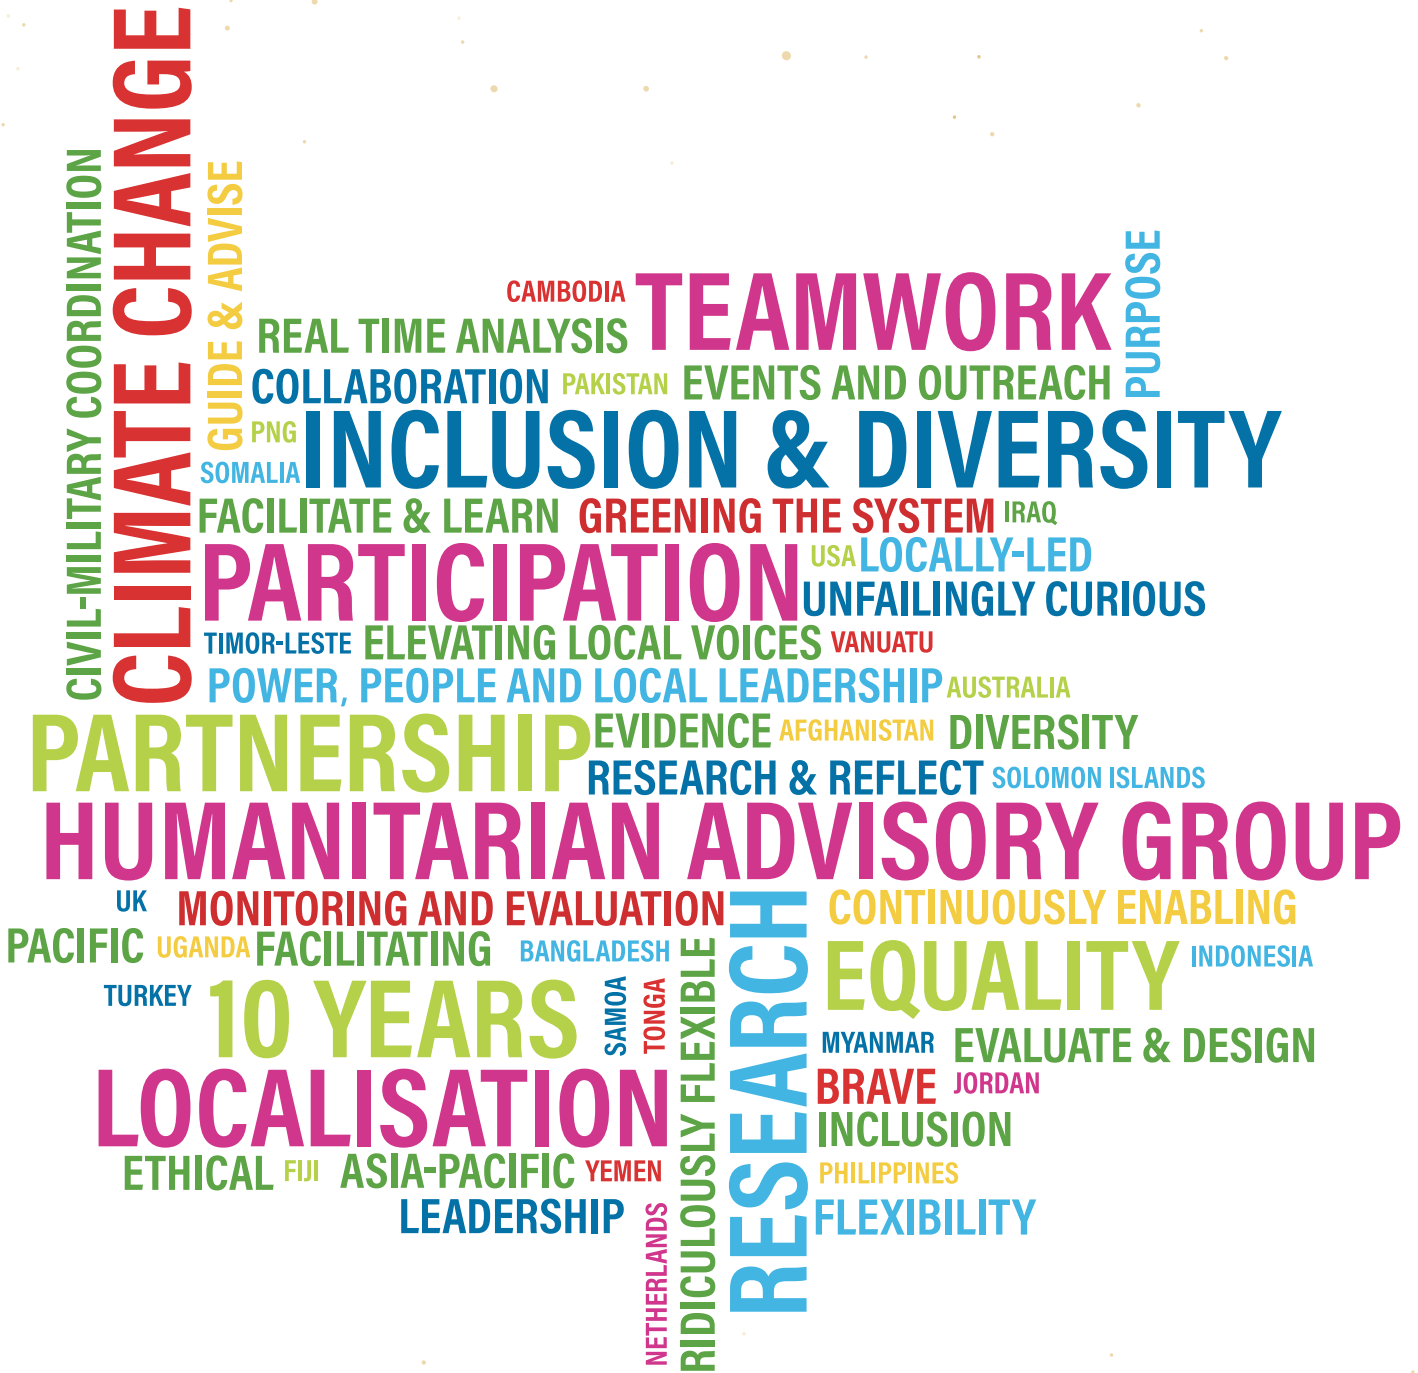 CIVIL-MILITARY COORDINATION
CLIMATE CHANGE
GUIDE & ADVISE
CAMBODIA
TEAMWORK
PURPOSE
REAL TIME ANALYSIS
COLLABORATION
PAKISTAN
EVENTS AND OUTREACH
PNG
INCLUSION & DIVERSITY
SOMALIA
FACILITATE & LEARN
GREENING THE SYSTEM
IRAQ
PARTICIPATION
USA
LOCALLY-LED
UNFAILINGLY CURIOUS
TIMOR-LESTE
ELEVATING LOCAL VOICES
VANUATU
POWER, PEOPLE AND LOCAL LEADERSHIP
AUSTRALIA
PARTNERSHIP
EVIDENCE
AFGHANISTAN
DIVERSITY
RESEARCH & REFLECT
SOLOMON ISLANDS
HUMANITARIAN ADVISORY GROUP
UK
MONITORING AND EVALUATION
RESEARCH
CONTINUOUSLY ENABLING
PACIFIC
UGANDA
FACILITATING
BANGLADESH
RIDICULOUSLY FLEXIBLE
EQUALITY
INDONESIA
TURKEY
10 YEARS
SAMOA
TONGA
MYANMAR
EVALUATE & DESIGN
LOCALISATION
BRAVE
JORDAN
INCLUSION
ETHICAL
FIJI
ASIA-PACIFIC
YEMEN
PHILIPPINES
LEADERSHIP
NETHERLANDS
FLEXIBILITY